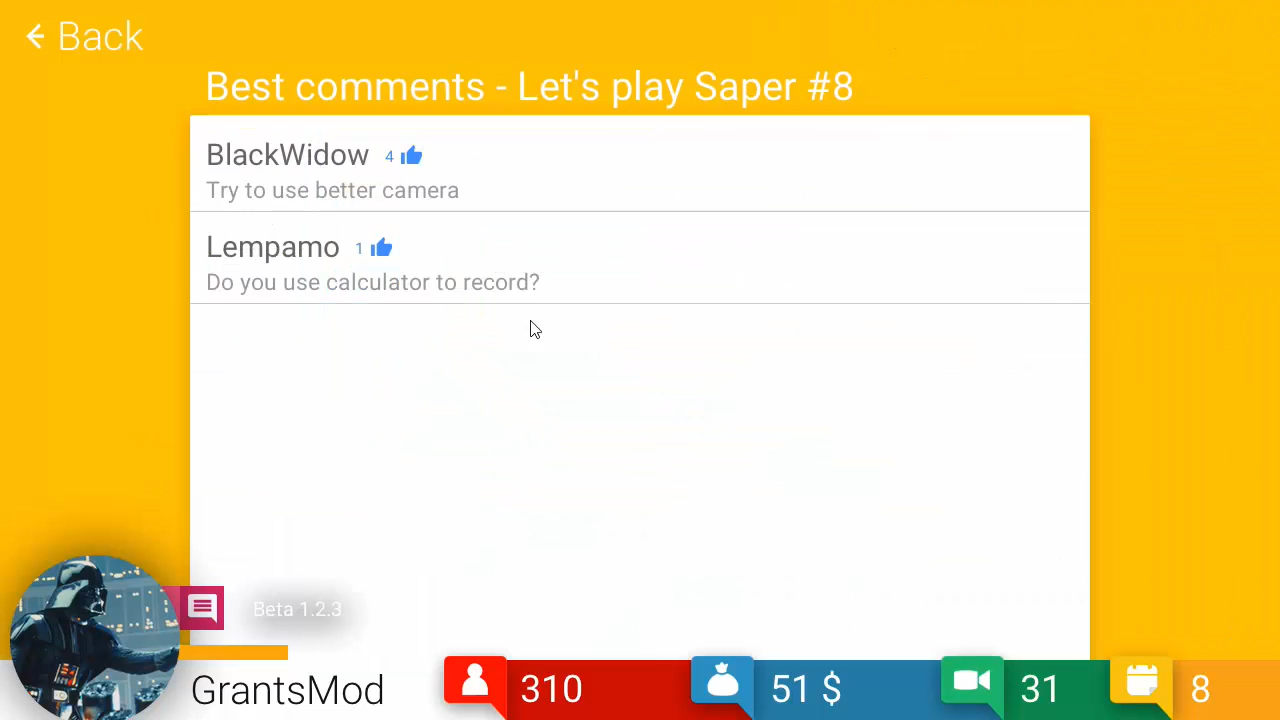 Back
Best comments - Let's play Saper #8
BlackWidow 4
Try to use better camera
Lempamo 1
Do you use calculator to record?
Beta 1.2.3
GrantsMod 310 51 $ 31 8